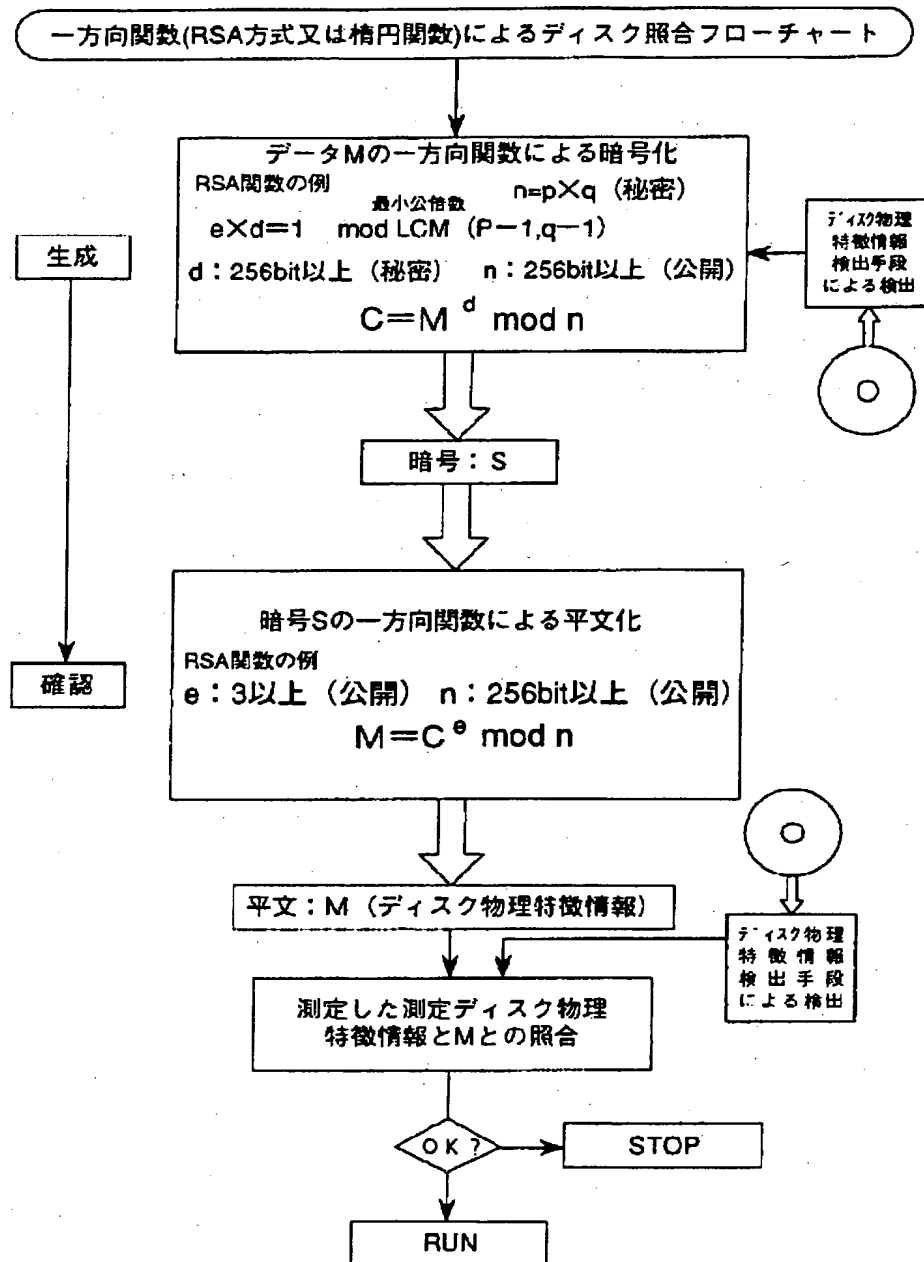 一方向関数(RSA方式又は楕円関数)によるディスク照合フローチャート
データMの一方向関数による暗号化
RSA関数の例 n=p×q (秘密)
最小公倍数
e×d=1 mod LCM (P-1,q-1)
d:256bit以上 (秘密) n:256bit以上 (公開)
C=M d mod n
ディスク物理
特徴情報
検出手段
による検出
生成
暗号:S
暗号Sの一方向関数による平文化
RSA関数の例
e:3以上 (公開) n:256bit以上 (公開)
M=C e mod n
確認
平文:M (ディスク物理特徴情報)
ディスク物理
特徴情報
検出手段
による検出
測定した測定ディスク物理
特徴情報とMとの照合
OK?
STOP
RUN